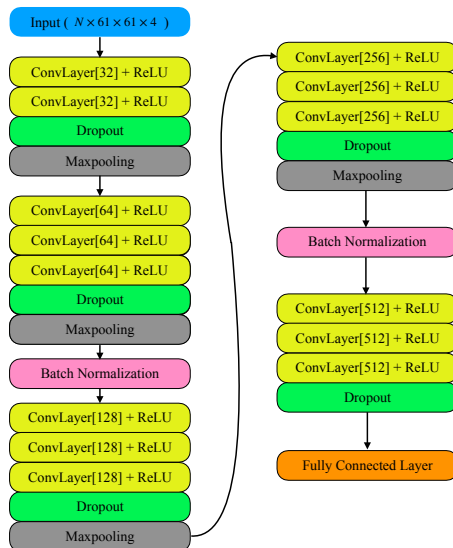 Input ( N × 61 × 61 × 4 )
ConvLayer[32] + ReLU
ConvLayer[32] + ReLU
Dropout
Maxpooling
ConvLayer[64] + ReLU
ConvLayer[64] + ReLU
ConvLayer[64] + ReLU
Dropout
Maxpooling
Batch Normalization
ConvLayer[128] + ReLU
ConvLayer[128] + ReLU
ConvLayer[128] + ReLU
Dropout
Maxpooling
ConvLayer[256] + ReLU
ConvLayer[256] + ReLU
ConvLayer[256] + ReLU
Dropout
Maxpooling
Batch Normalization
ConvLayer[512] + ReLU
ConvLayer[512] + ReLU
ConvLayer[512] + ReLU
Dropout
Fully Connected Layer